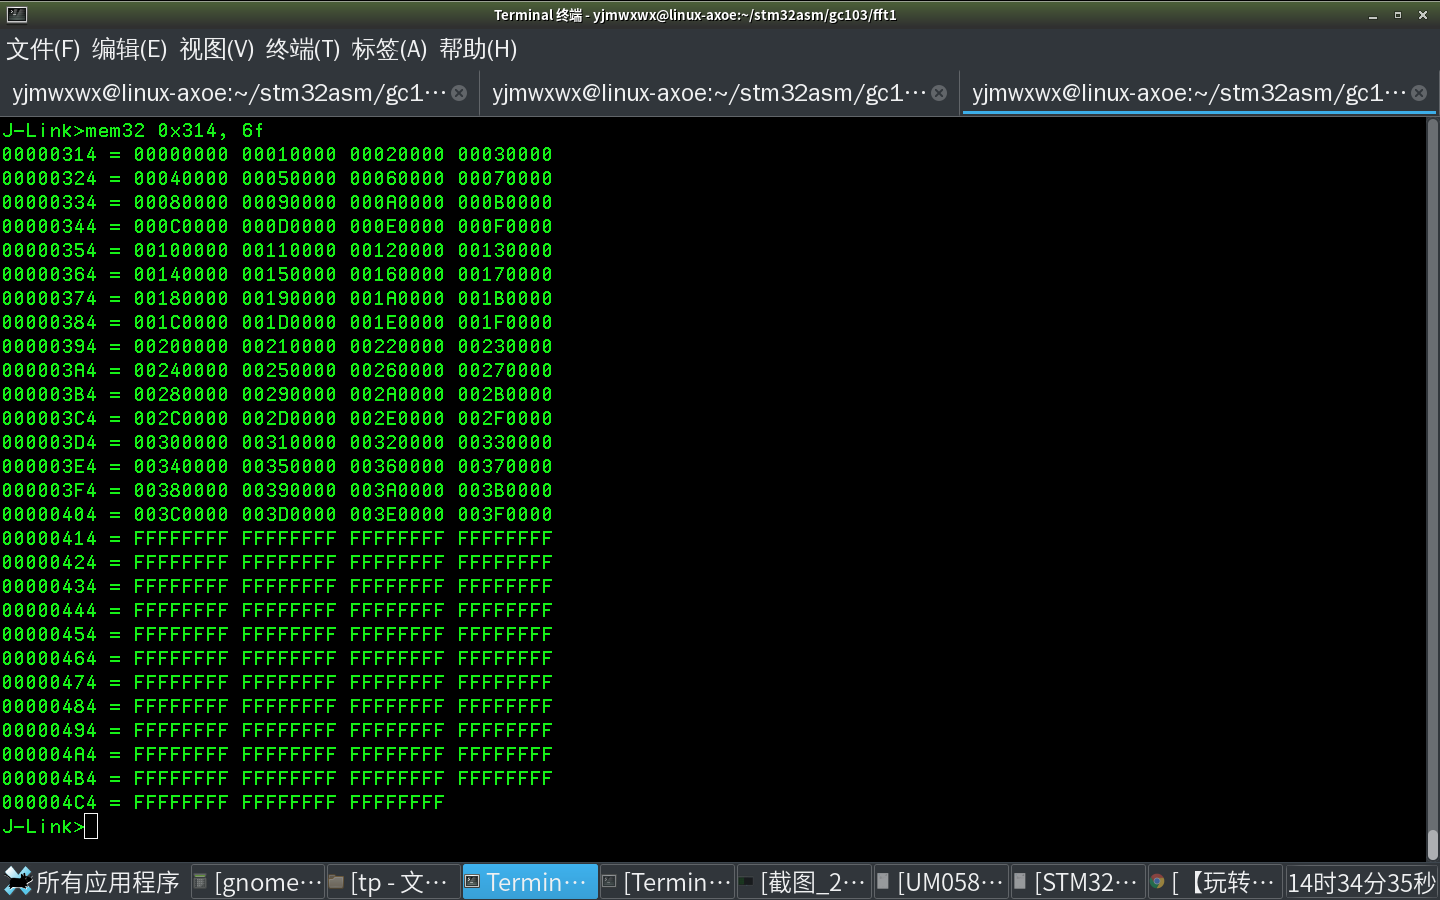 Terminal 终端 - yjmwxwx@linux-axoe:~/stm32asm/gc103/fft1
文件(F) 编辑(E) 视图(V) 终端(T) 标签(A) 帮助(H)
yjmwxwx@linux-axoe:~/stm32asm/gc1··· yjmwxwx@linux-axoe:~/stm32asm/gc1··· yjmwxwx@linux-axoe:~/stm32asm/gc1···
J-Link>mem32 0x314, 6f
00000314 = 00000000 00010000 00020000 00030000
00000324 = 00040000 00050000 00060000 00070000
00000334 = 00080000 00090000 000A0000 000B0000
00000344 = 000C0000 000D0000 000E0000 000F0000
00000354 = 00100000 00110000 00120000 00130000
00000364 = 00140000 00150000 00160000 00170000
00000374 = 00180000 00190000 001A0000 001B0000
00000384 = 001C0000 001D0000 001E0000 001F0000
00000394 = 00200000 00210000 00220000 00230000
000003A4 = 00240000 00250000 00260000 00270000
000003B4 = 00280000 00290000 002A0000 002B0000
000003C4 = 002C0000 002D0000 002E0000 002F0000
000003D4 = 00300000 00310000 00320000 00330000
000003E4 = 00340000 00350000 00360000 00370000
000003F4 = 00380000 00390000 003A0000 003B0000
00000404 = 003C0000 003D0000 003E0000 003F0000
00000414 = FFFFFFFF FFFFFFFF FFFFFFFF FFFFFFFF
00000424 = FFFFFFFF FFFFFFFF FFFFFFFF FFFFFFFF
00000434 = FFFFFFFF FFFFFFFF FFFFFFFF FFFFFFFF
00000444 = FFFFFFFF FFFFFFFF FFFFFFFF FFFFFFFF
00000454 = FFFFFFFF FFFFFFFF FFFFFFFF FFFFFFFF
00000464 = FFFFFFFF FFFFFFFF FFFFFFFF FFFFFFFF
00000474 = FFFFFFFF FFFFFFFF FFFFFFFF FFFFFFFF
00000484 = FFFFFFFF FFFFFFFF FFFFFFFF FFFFFFFF
00000494 = FFFFFFFF FFFFFFFF FFFFFFFF FFFFFFFF
000004A4 = FFFFFFFF FFFFFFFF FFFFFFFF FFFFFFFF
000004B4 = FFFFFFFF FFFFFFFF FFFFFFFF FFFFFFFF
000004C4 = FFFFFFFF FFFFFFFF FFFFFFFF
J-Link>
所有应用程序 [gnome··· [tp - 文··· Termin··· [Termin··· [截图_2··· [UM058··· [STM32··· [【玩转··· 14时34分35秒